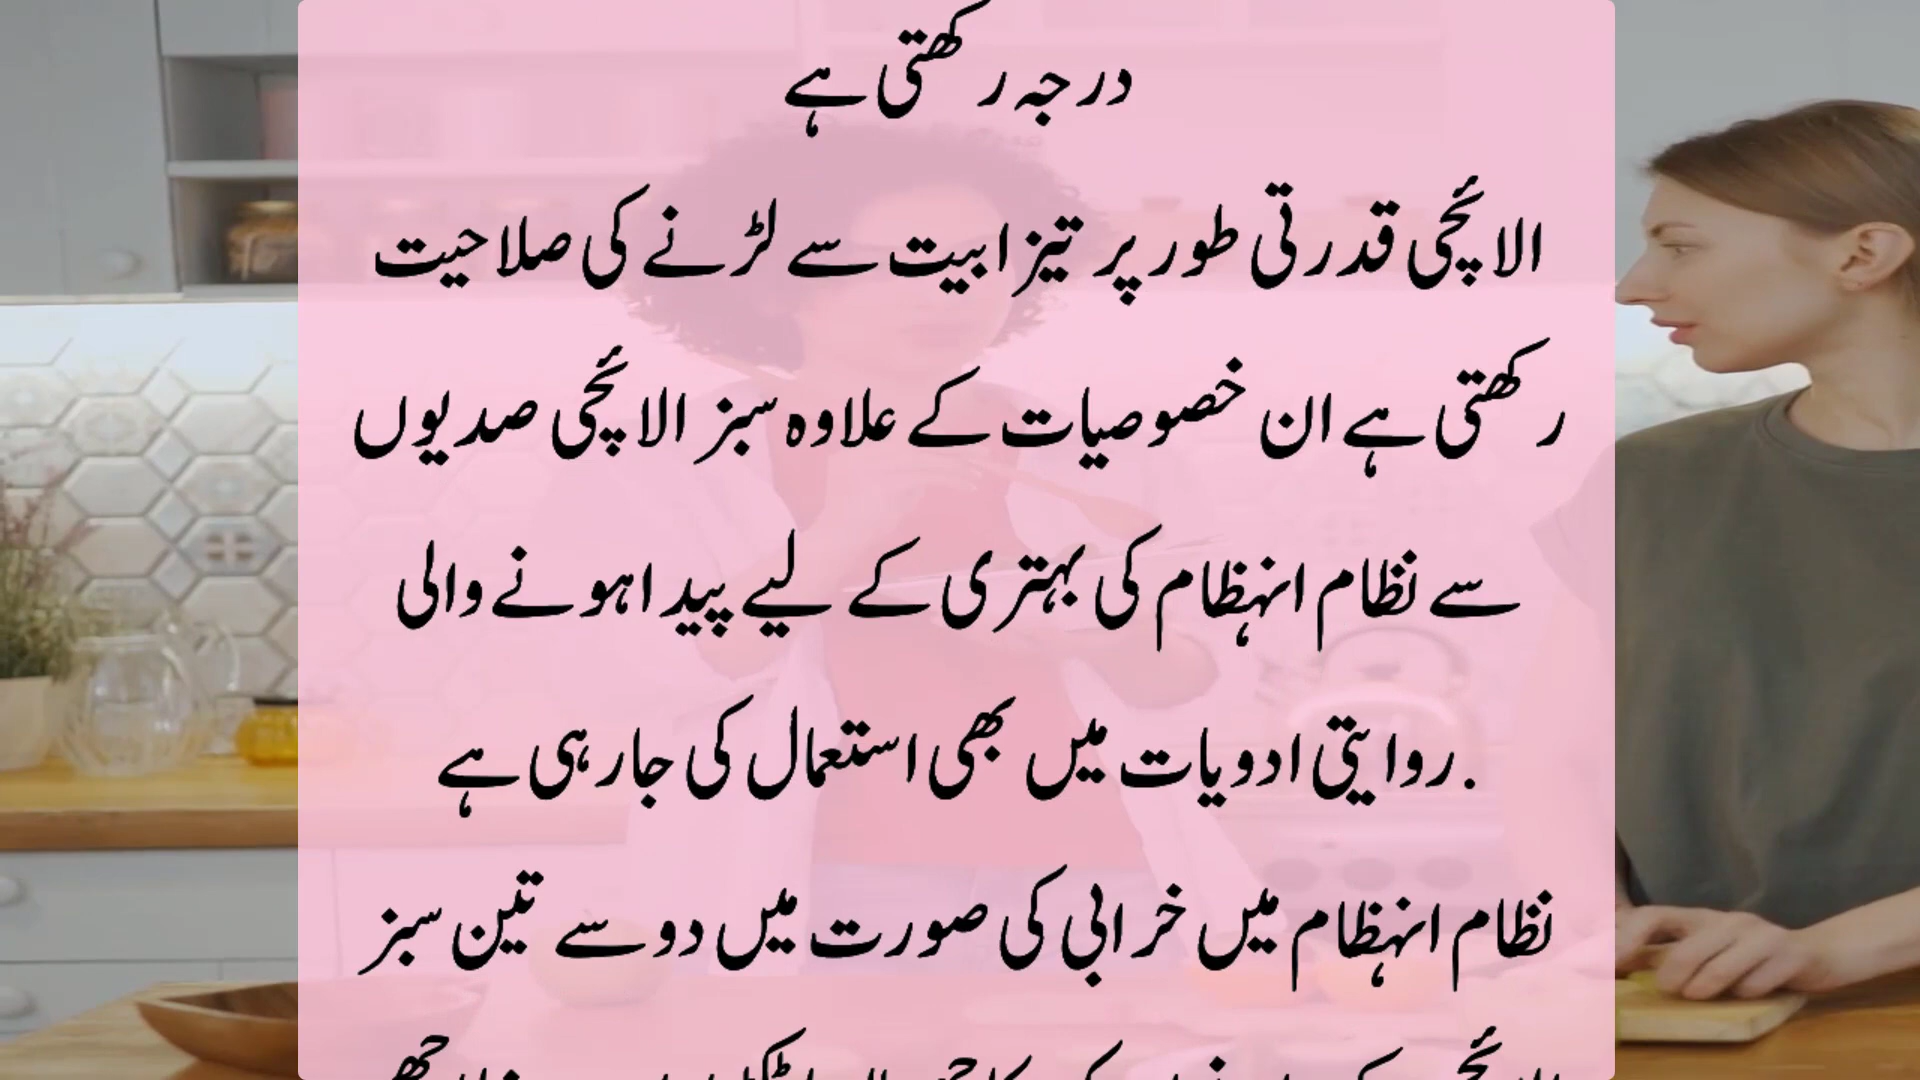 درجہ رکھتی ہے
الائچی قدرتی طور پر تیزابیت سے لڑنے کی صلاحیت
رکھتی ہے ان خصوصیات کے علاوہ سبز الائچی صدیوں
سے نظام انہظام کی بہتری کے لیے پیدا ہونے والی
.روایتی ادویات میں بھی استعمال کی جارہی ہے
نظام انہظام میں خرابی کی صورت میں دو سے تین سبز